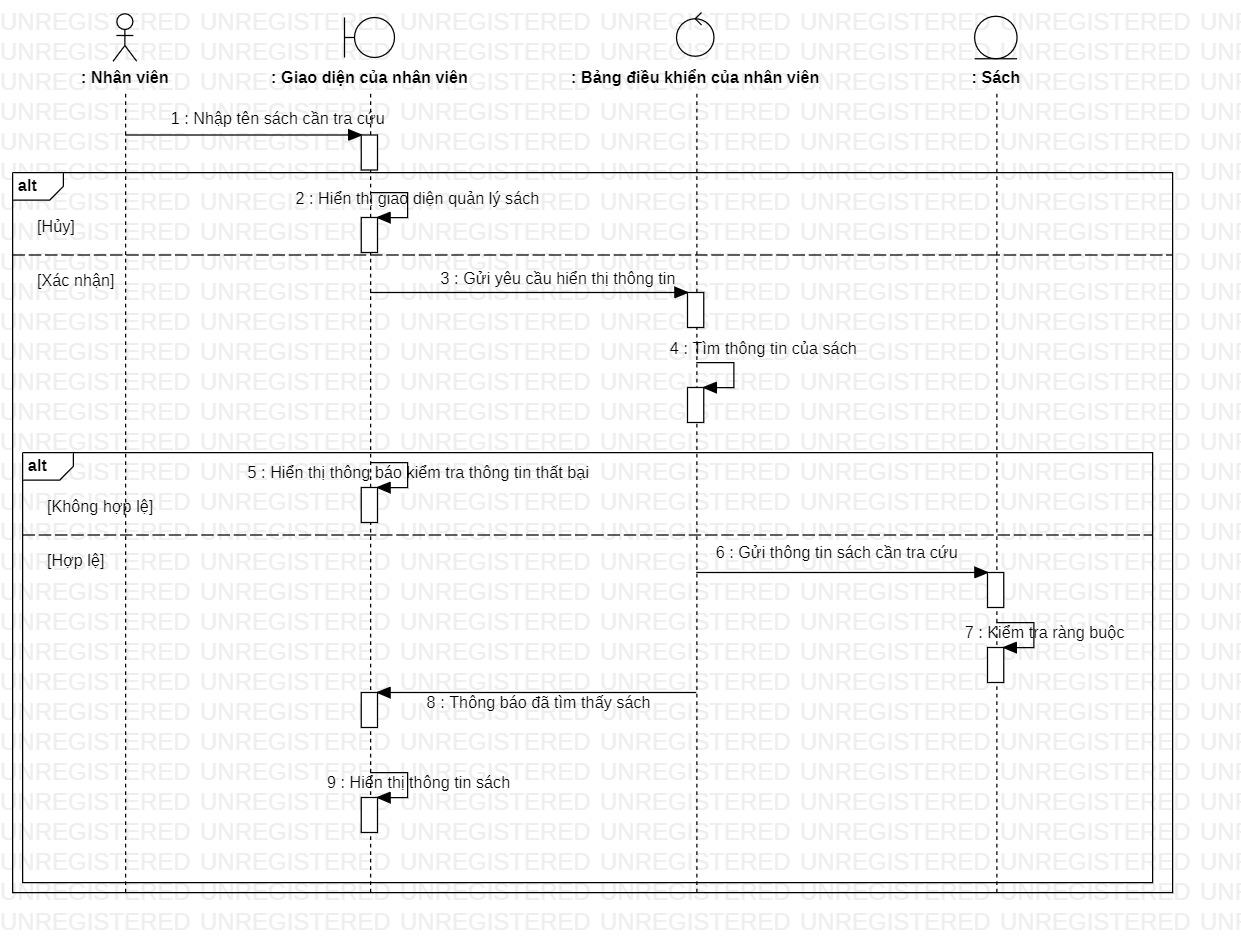 : Nhân viên
: Giao diện của nhân viên
: Bảng điều khiển của nhân viên
: Sách
1 : Nhập tên sách cần tra cứu
alt
2 : Hiển thị giao diện quản lý sách
[Hủy]
[Xác nhận]
3 : Gửi yêu cầu hiển thị thông tin
4 : Tìm thông tin của sách
alt
5 : Hiển thị thông báo kiểm tra thông tin thất bại
[Không hợp lệ]
6 : Gửi thông tin sách cần tra cứu
[Hợp lệ]
7 : Kiểm tra ràng buộc
8 : Thông báo đã tìm thấy sách
9 : Hiển thị thông tin sách
UNREGISTERED